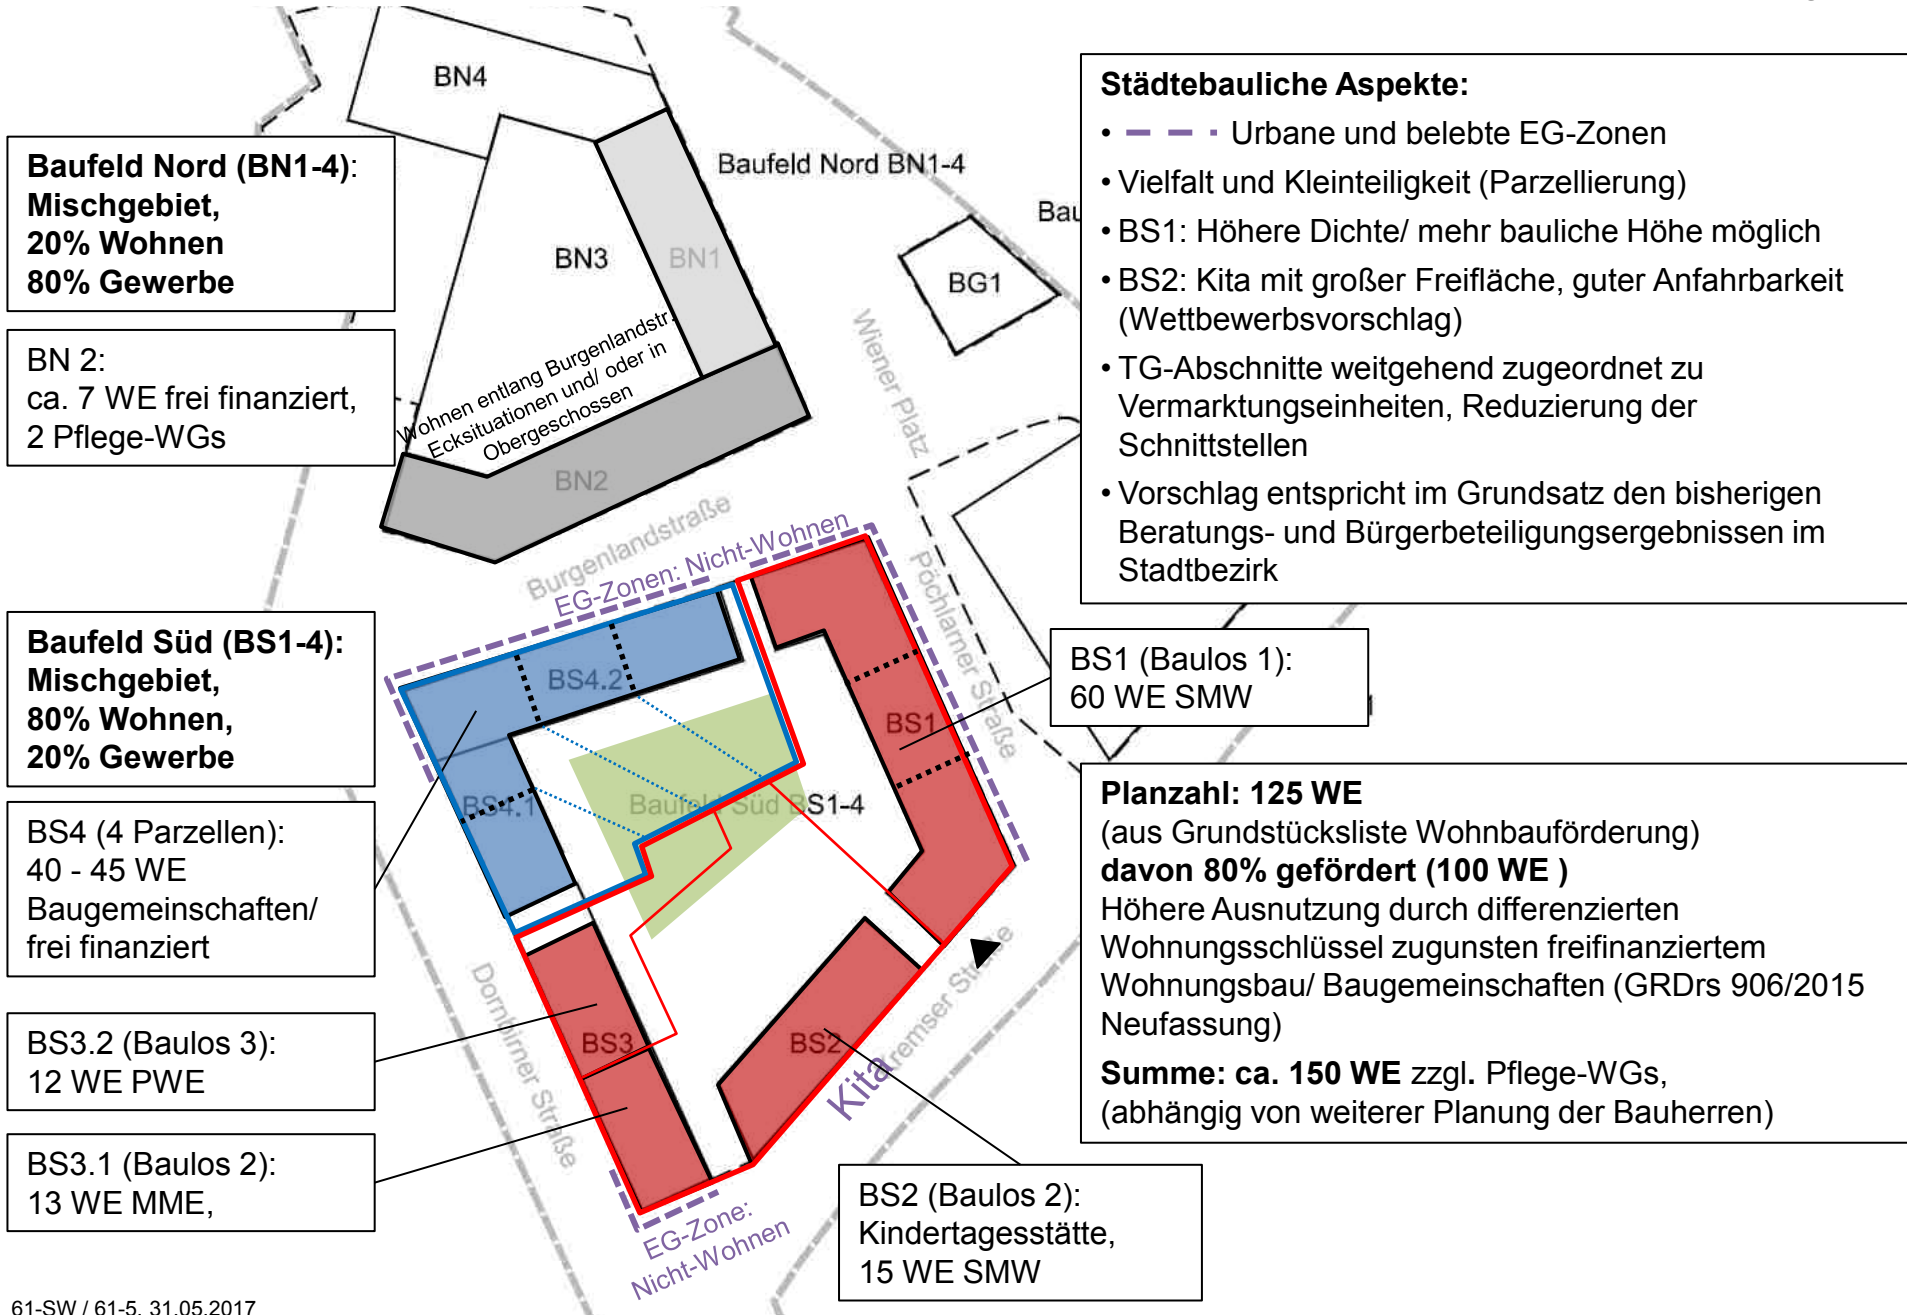 BN4
Baufeld Nord (BN1-4):
Mischgebiet,
20% Wohnen
80% Gewerbe
BN 2:
ca. 7 WE frei finanziert,
2 Pflege-WGs
Baufeld Nord BN1-4
BN3
BN1
BG1
Bau
Wohnen entlang Burgenlandstr.
Ecksituationen und/ oder in
Obergeschossen
BN2
Wiener Platz
Burgenlandstraße
EG-Zonen: Nicht-Wohnen
Pöchlarner Straße
Städtebauliche Aspekte:
• Urbane und belebte EG-Zonen
• Vielfalt und Kleinteiligkeit (Parzellierung)
• BS1: Höhere Dichte/ mehr bauliche Höhe möglich
• BS2: Kita mit großer Freifläche, guter Anfahrbarkeit
(Wettbewerbsvorschlag)
• TG-Abschnitte weitgehend zugeordnet zu
Vermarktungseinheiten, Reduzierung der
Schnittstellen
• Vorschlag entspricht im Grundsatz den bisherigen
Beratungs- und Bürgerbeteiligungsergebnissen im
Stadtbezirk
Baufeld Süd (BS1-4):
Mischgebiet,
80% Wohnen,
20% Gewerbe
BS4 (4 Parzellen):
40 - 45 WE
Baugemeinschaften/
frei finanziert
BS3.2 (Baulos 3):
12 WE PWE
BS3.1 (Baulos 2):
13 WE MME,
BS4.2
BS4.1
BS1
Baufeld Süd BS1-4
BS3
BS2
BS1 (Baulos 1):
60 WE SMW
Dornbirner Straße
Kremser Straße
Kita
EG-Zone:
Nicht-Wohnen
BS2 (Baulos 2):
Kindertagesstätte,
15 WE SMW
Planzahl: 125 WE
(aus Grundstücksliste Wohnbauförderung)
davon 80% gefördert (100 WE )
Höhere Ausnutzung durch differenzierten
Wohnungsschlüssel zugunsten freifinanziertem
Wohnungsbau/ Baugemeinschaften (GRDrs 906/2015
Neufassung)
Summe: ca. 150 WE zzgl. Pflege-WGs,
(abhängig von weiterer Planung der Bauherren)
61-SW / 61-5, 31.05.2017